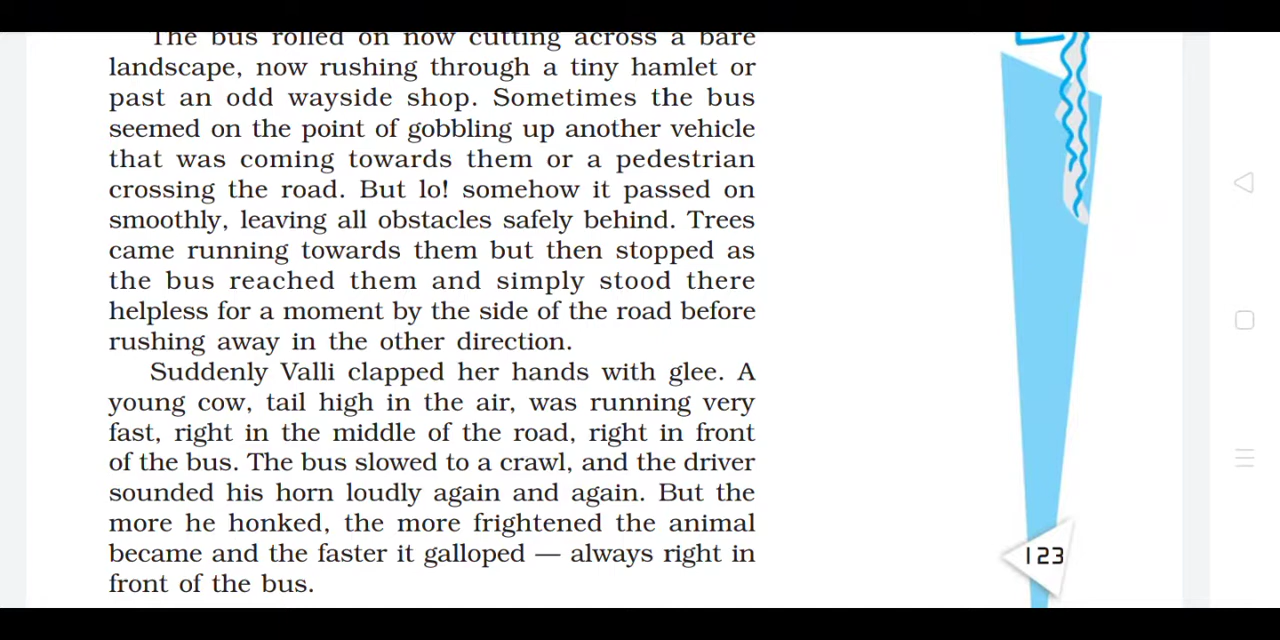 The bus rolled on now cutting across a bare
landscape, now rushing through a tiny hamlet or
past an odd wayside shop. Sometimes the bus
seemed on the point of gobbling up another vehicle
that was coming towards them or a pedestrian
crossing the road. But lo! somehow it passed on
smoothly, leaving all obstacles safely behind. Trees
came running towards them but then stopped as
the bus reached them and simply stood there
helpless for a moment by the side of the road before
rushing away in the other direction.
Suddenly Valli clapped her hands with glee. A
young cow, tail high in the air, was running very
fast, right in the middle of the road, right in front
of the bus. The bus slowed to a crawl, and the driver
sounded his horn loudly again and again. But the
more he honked, the more frightened the animal
became and the faster it galloped — always right in
front of the bus.
123